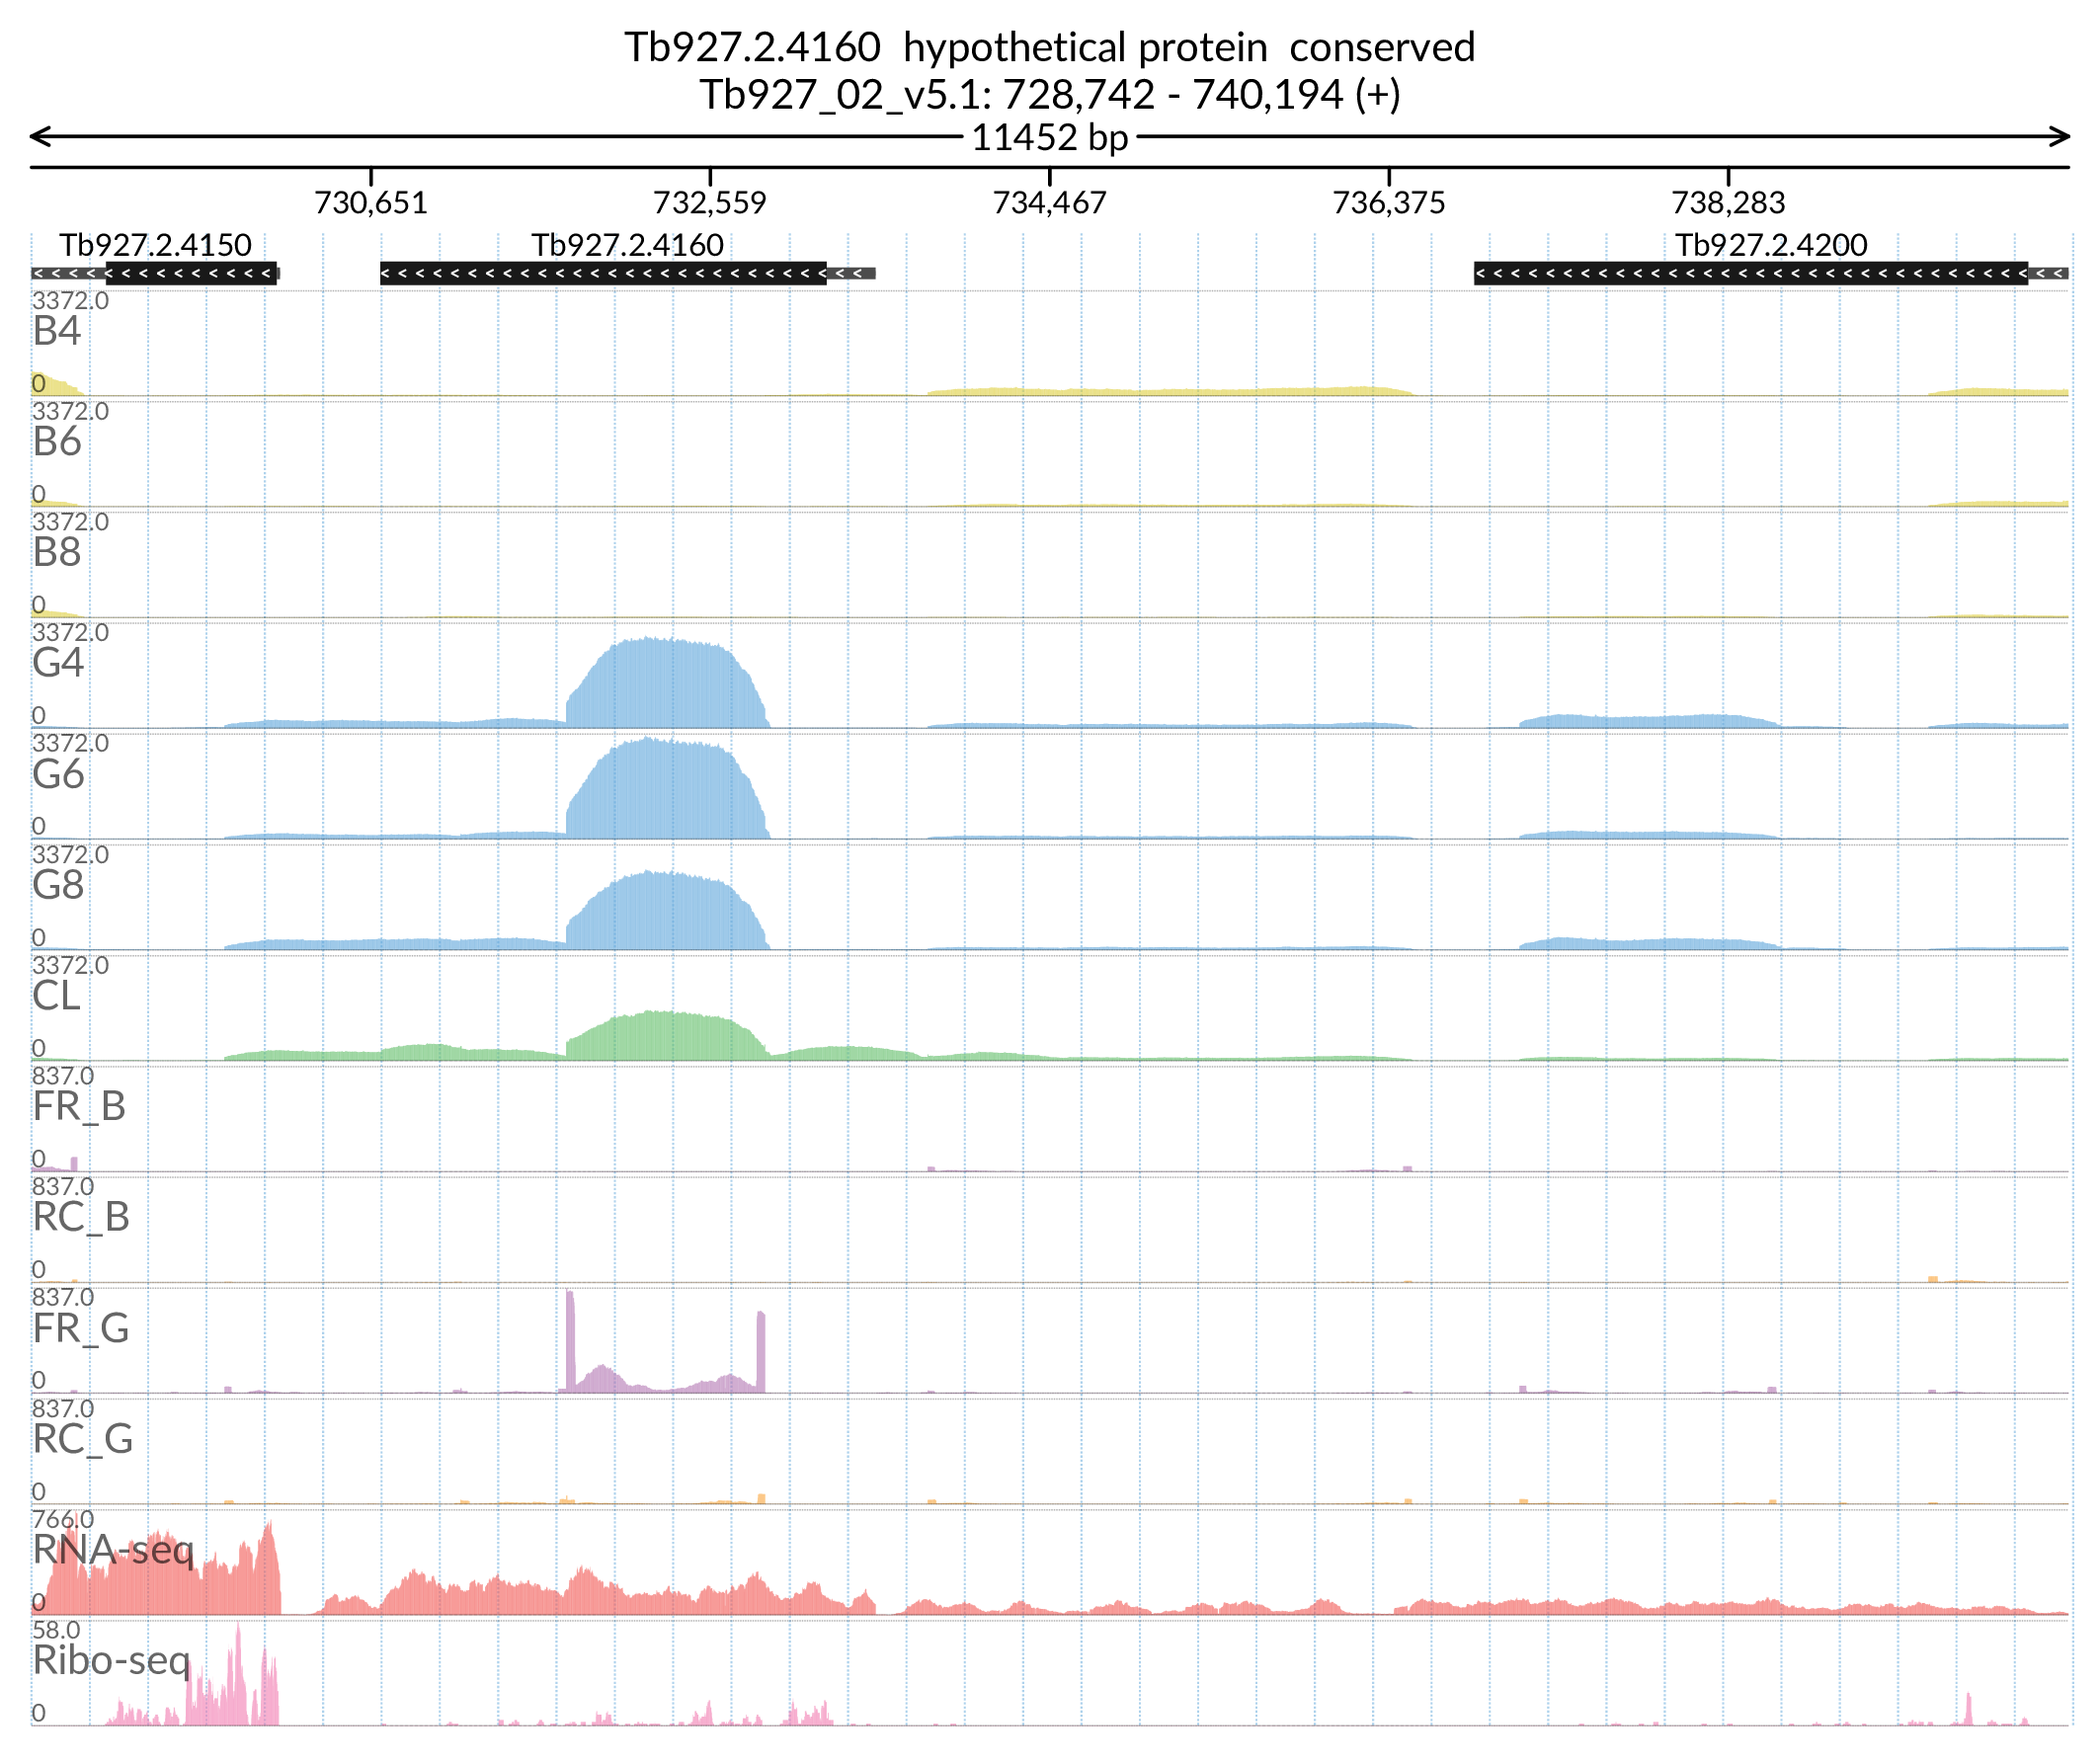 Tb927.2.4160  hypothetical protein  conserved
Tb927_02_v5.1: 728,742 - 740,194 (+)
11452 bp
730,651 732,559 734,467 736,375 738,283
Tb927.2.4150 Tb927.2.4160 Tb927.2.4200
3372.0
B4
0
3372.0
B6
0
3372.0
B8
0
3372.0
G4
0
3372.0
G6
0
3372.0
G8
0
3372.0
CL
0
837.0
FR_B
0
837.0
RC_B
0
837.0
FR_G
0
837.0
RC_G
0
766.0
RNA-seq
0
58.0
Ribo-seq
0